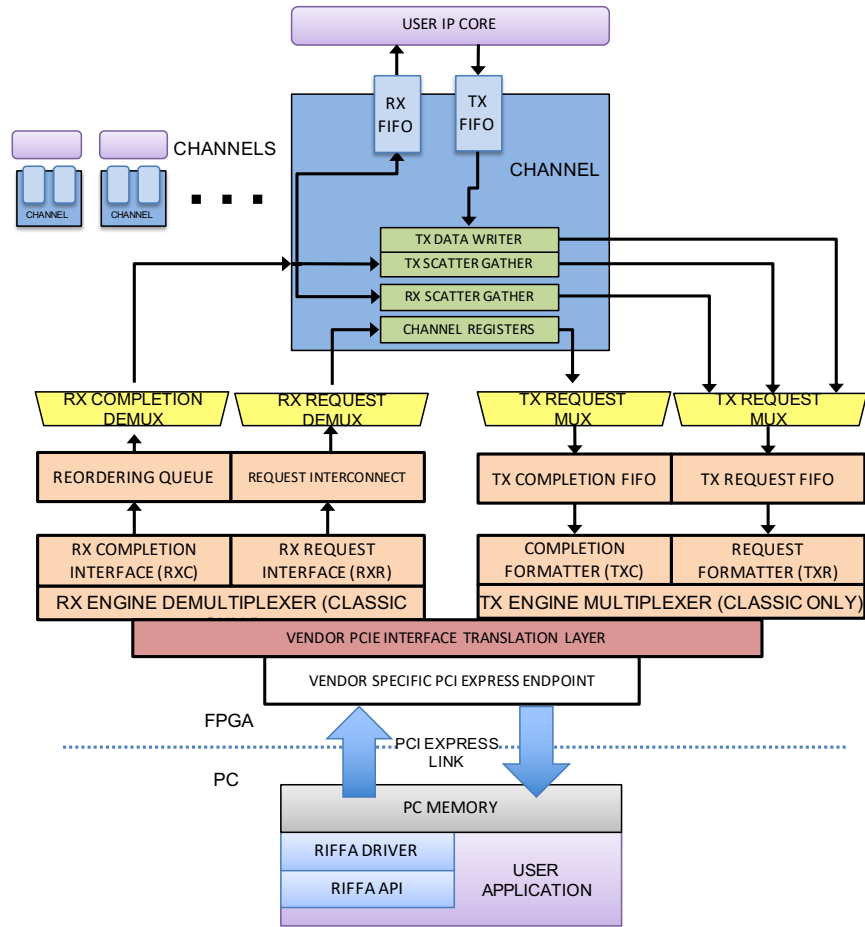 USER IP CORE
RX
FIFO
TX
FIFO
CHANNELS
CHANNEL
CHANNEL
CHANNEL
TX DATA WRITER
TX SCATTER GATHER
RX SCATTER GATHER
CHANNEL REGISTERS
RX COMPLETION
DEMUX
RX REQUEST
DEMUX
TX REQUEST
MUX
TX REQUEST
MUX
REORDERING QUEUE
REQUEST INTERCONNECT
TX COMPLETION FIFO
TX REQUEST FIFO
RX COMPLETION
INTERFACE (RXC)
RX REQUEST
INTERFACE (RXR)
COMPLETION
FORMATTER (TXC)
REQUEST
FORMATTER (TXR)
RX ENGINE DEMULTIPLEXER (CLASSIC
TX ENGINE MULTIPLEXER (CLASSIC ONLY)
VENDOR PCIE INTERFACE TRANSLATION LAYER
VENDOR SPECIFIC PCI EXPRESS ENDPOINT
FPGA
PCI EXPRESS
LINK
PC
PC MEMORY
RIFFA DRIVER
RIFFA API
USER
APPLICATION